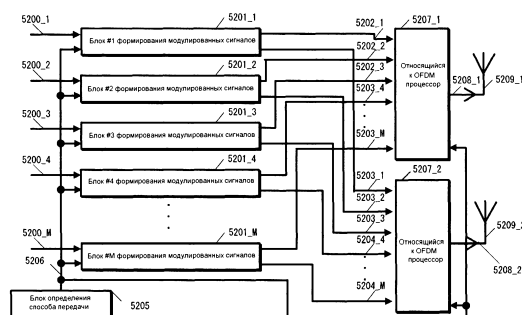 5200_1
5201_1
5202_1
5207_1
Блок #1 формирования модулированных сигналов
5202_2
5200_2
5201_2
5202_3
Блок #2 формирования модулированных сигналов
5203_4
Относящийся
к OFDM
процессор
5208_1
5209_1
5200_3
5201_3
Блок #3 формирования модулированных сигналов
5203_M
5200_4
5201_4
5207_2
Блок #4 формирования модулированных сигналов
5203_1
5203_2
5203_3
5204_4
Относящийся
к OFDM
процессор
5209_2
5208_2
5200_M
5201_M
Блок #M формирования модулированных сигналов
5206
5204_M
Блок определения
способа передачи
5205